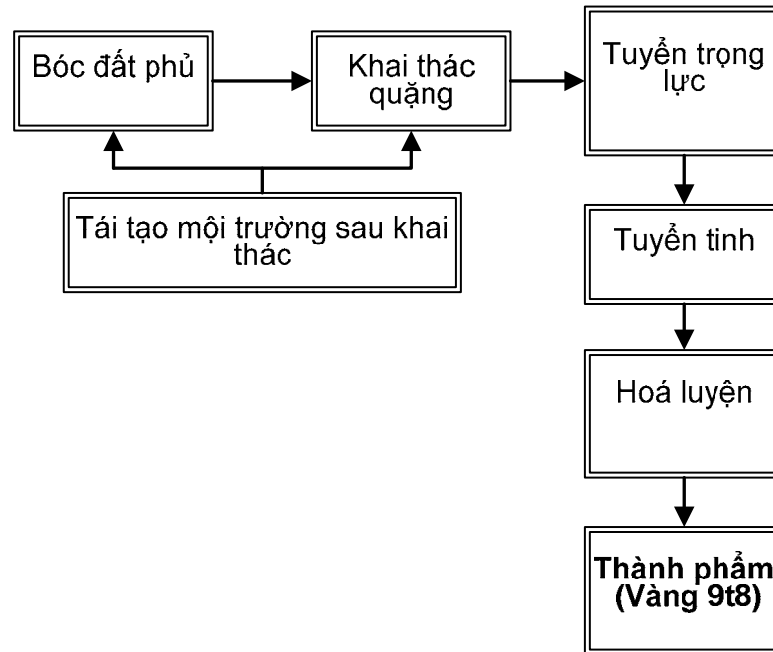 Bóc đất phủ
Khai thác
quặng
Tuyển trọng
lực
Tái tạo mội trường sau khai
thác
Tuyển tinh
Hoá luyện
Thành phẩm
(Vàng 9t8)